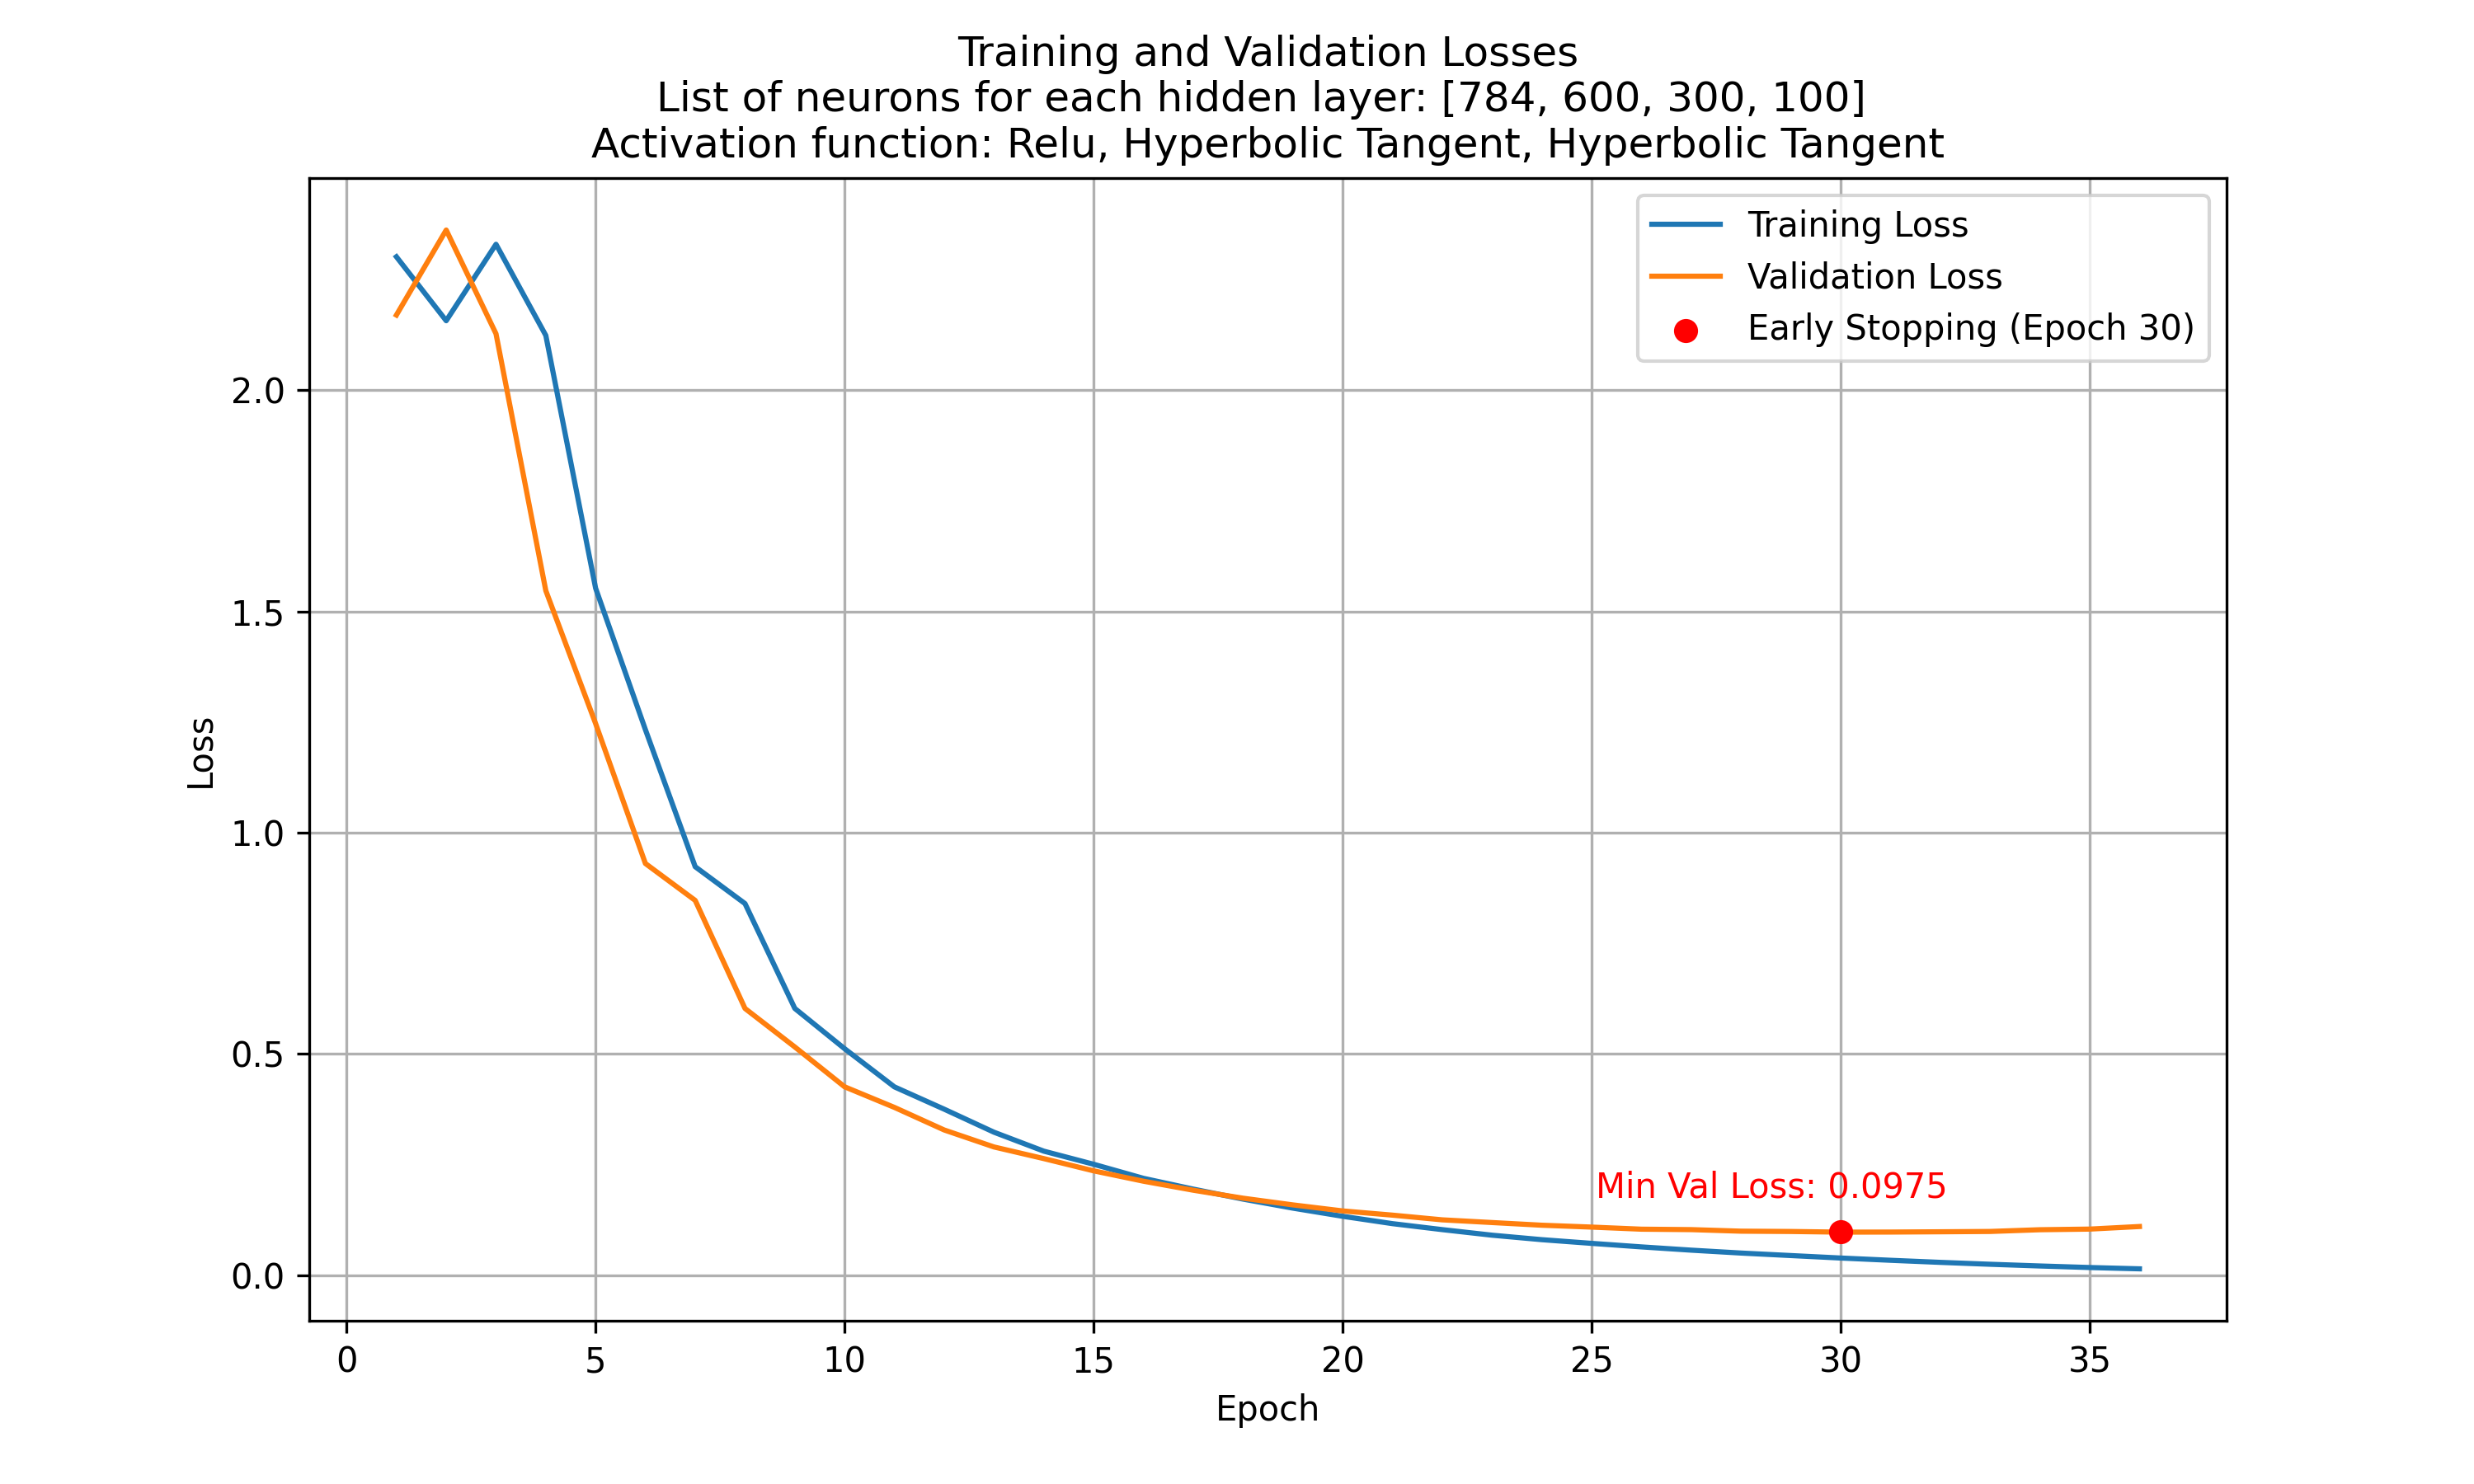 Training and Validation Losses
List of neurons for each hidden layer: [784, 600, 300, 100]
Activation function: Relu, Hyperbolic Tangent, Hyperbolic Tangent
Training Loss
Validation Loss
Early Stopping (Epoch 30)
2.0
1.5
1.0
0.5
0.0
Loss
Min Val Loss: 0.0975
0 5 10 15 20 25 30 35
Epoch